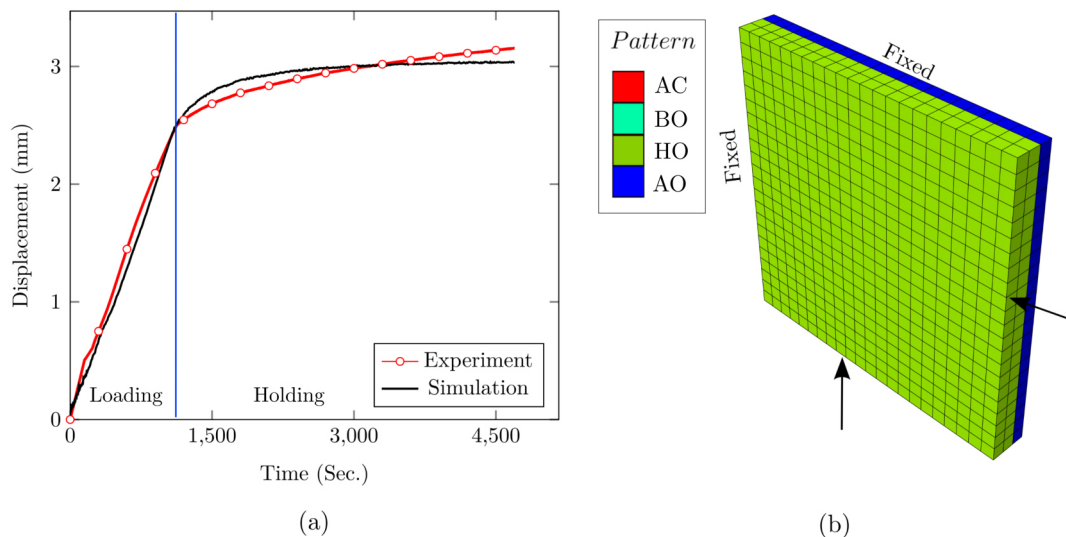 3
2
1
0
Displacement (mm)
Loading
Holding
Experiment
Simulation
0
1,500
3,000
4,500
Time (Sec.)
(a)
Pattern
AC
BO
HO
AO
Fixed
Fixed
(b)